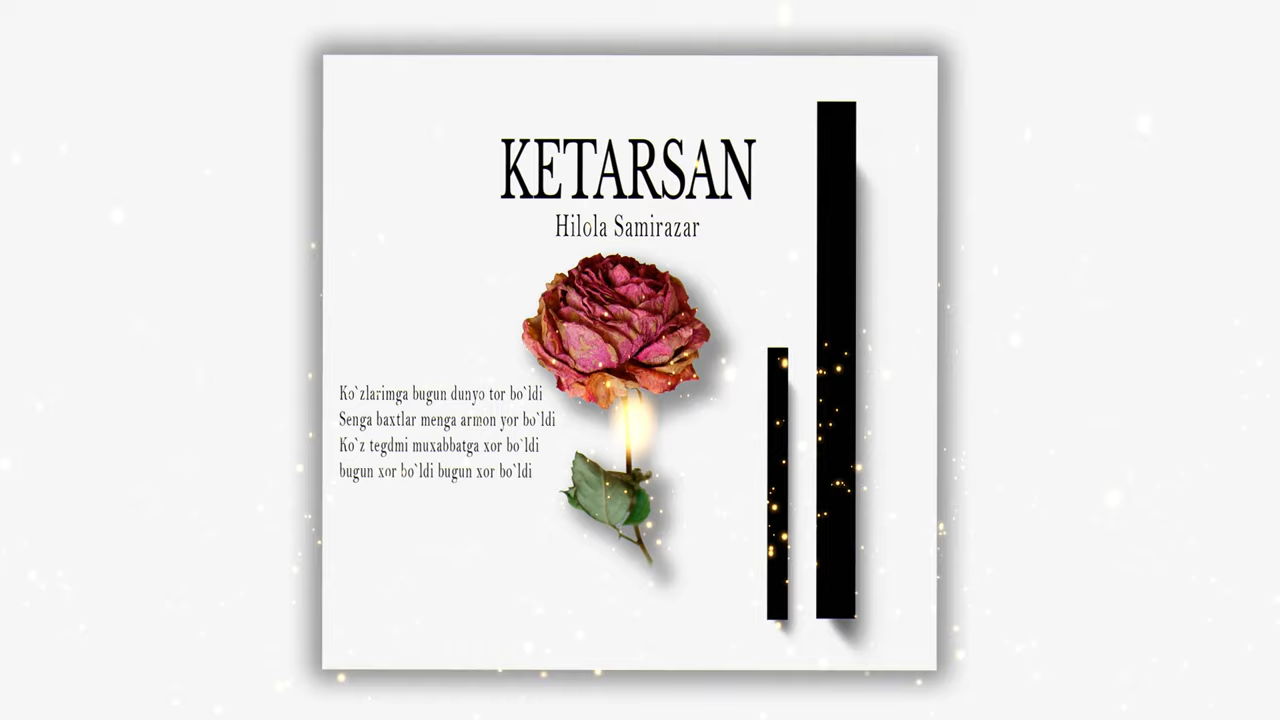 KETARSAN
Hilola Samirazar
Ko`zlarimga bugun dunyo tor bo`ldi
Senga baxtlar menga armon yor bo`ldi
Ko`z tegdmi muxabbatga xor bo`ldi
bugun xor bo`ldi bugun xor bo`ldi